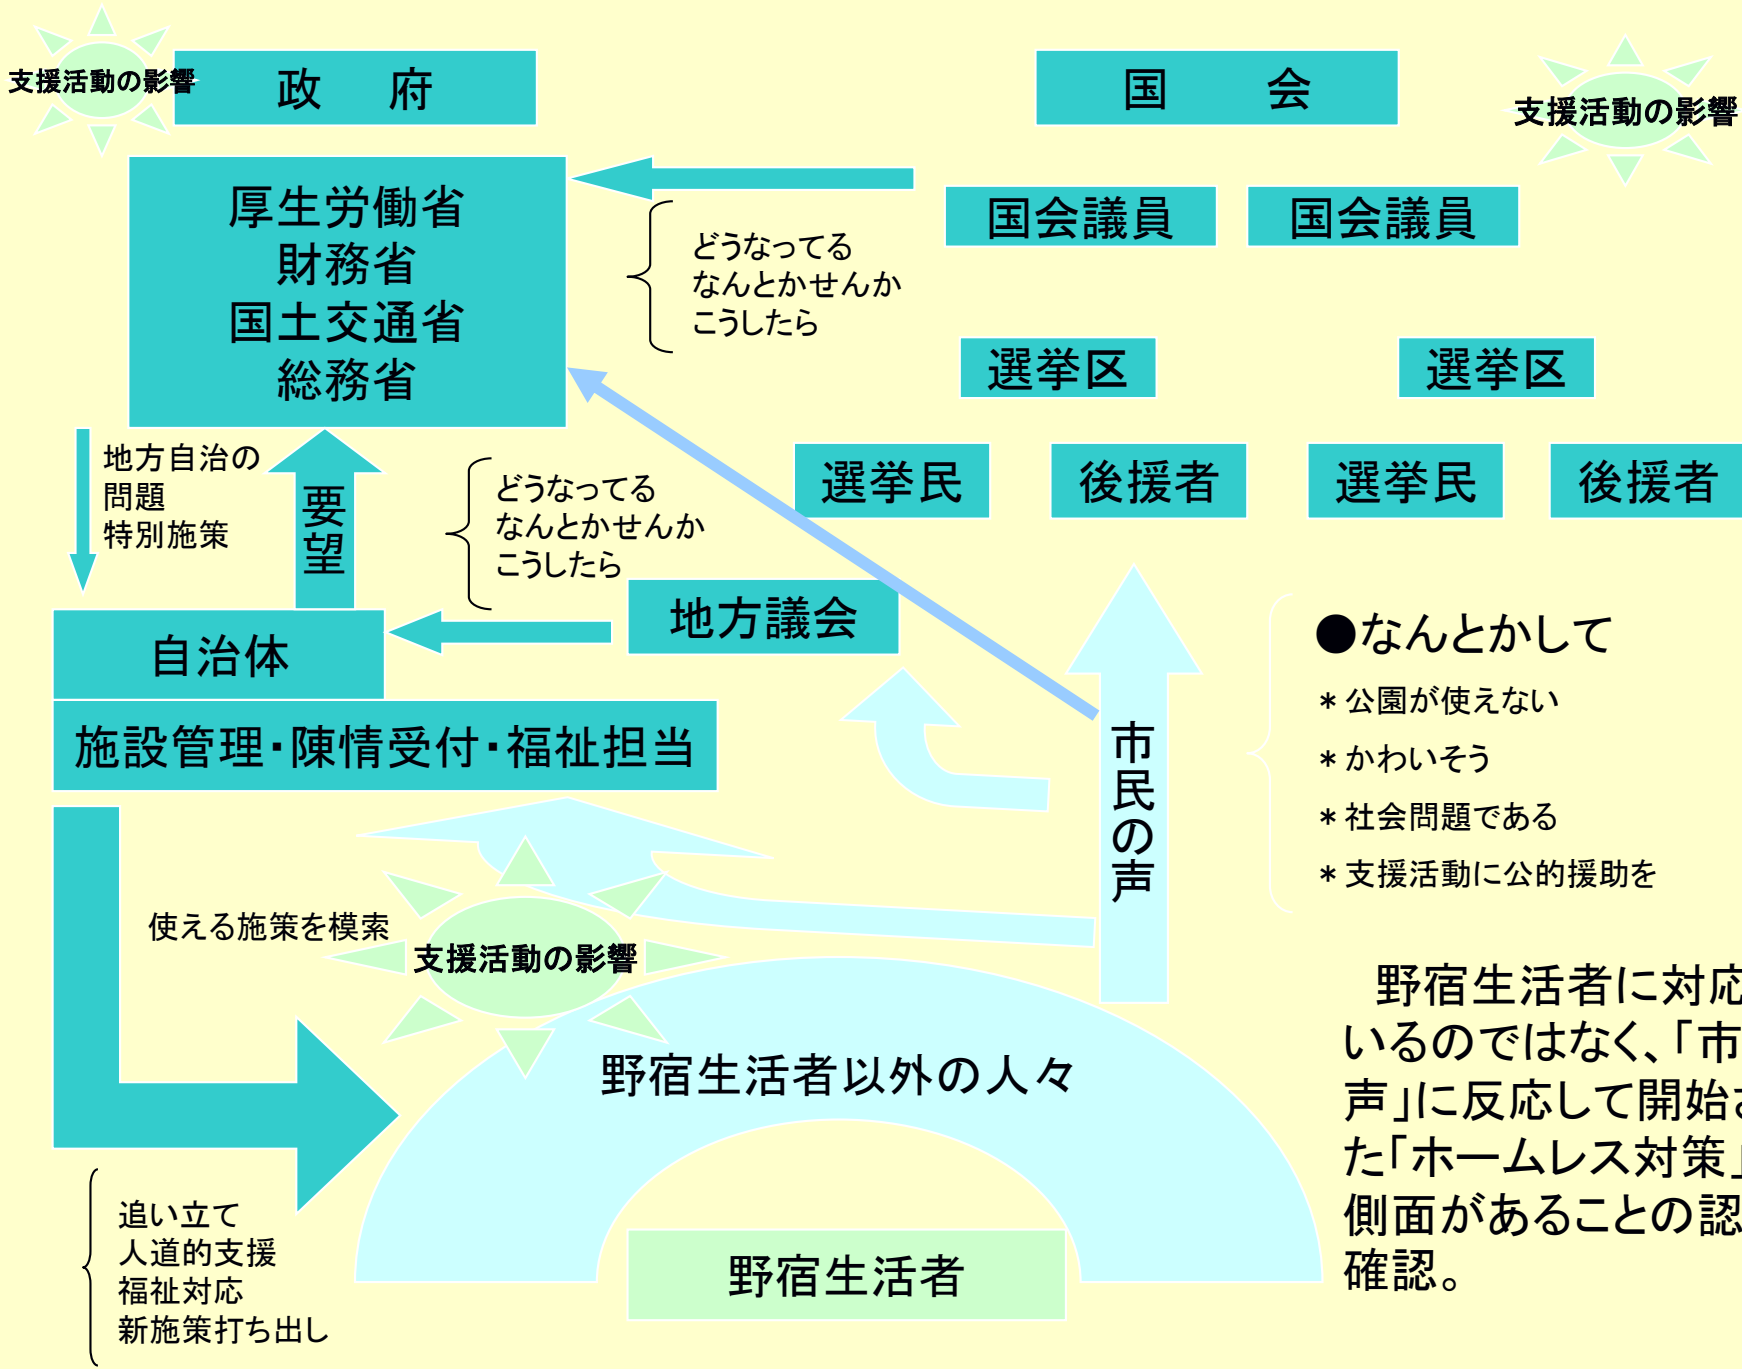 支援活動の影響
政 府
国 会
支援活動の影響
厚生労働省
財務省
国土交通省
総務省
どうなってる
なんとかせんか
こうしたら
国会議員
国会議員
選挙区
選挙区
選挙民
後援者
選挙民
後援者
地方自治の
問題
特別施策
要望
どうなってる
なんとかせんか
こうしたら
地方議会
自治体
施設管理・陳情受付・福祉担当
市民の声
●なんとかして
＊公園が使えない
＊かわいそう
＊社会問題である
＊支援活動に公的援助を
使える施策を模索
支援活動の影響
野宿生活者以外の人々
野宿生活者
追い立て
人道的支援
福祉対応
新施策打ち出し
野宿生活者に対応
いるのではなく、「市
声」に反応して開始さ
た「ホームレス対策」
側面があることの認
確認。